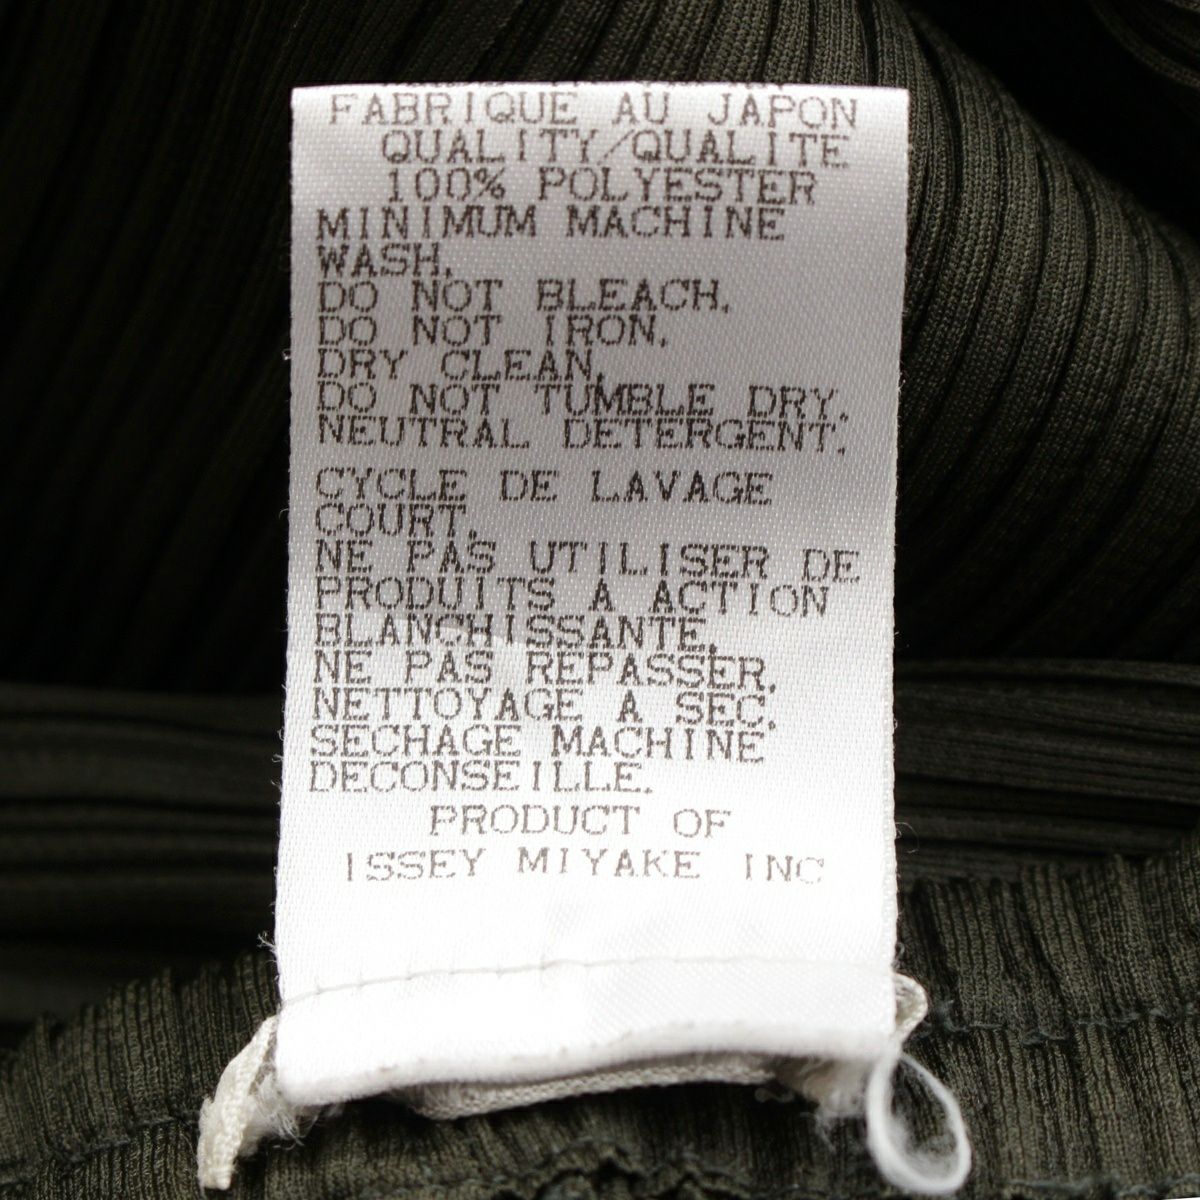 FABRIQUE AU JAPON
QUALITY/QUALITE
100% POLYESTER
MINIMUM MACHINE
WASH.
DO NOT BLEACH.
DO NOT IRON.
DRY CLEAN.
DO NOT TUMBLE DRY.
NEUTRAL DETERGENT.
CYCLE DE LAVAGE
COURT.
NE PAS UTILISER DE
PRODUITS A ACTION
BLANCHISSANTE.
NE PAS REPASSER.
NETTOYAGE A SEC.
SECHAGE MACHINE
DECONSEILLE.
PRODUCT OF
ISSEY MIYAKE INC